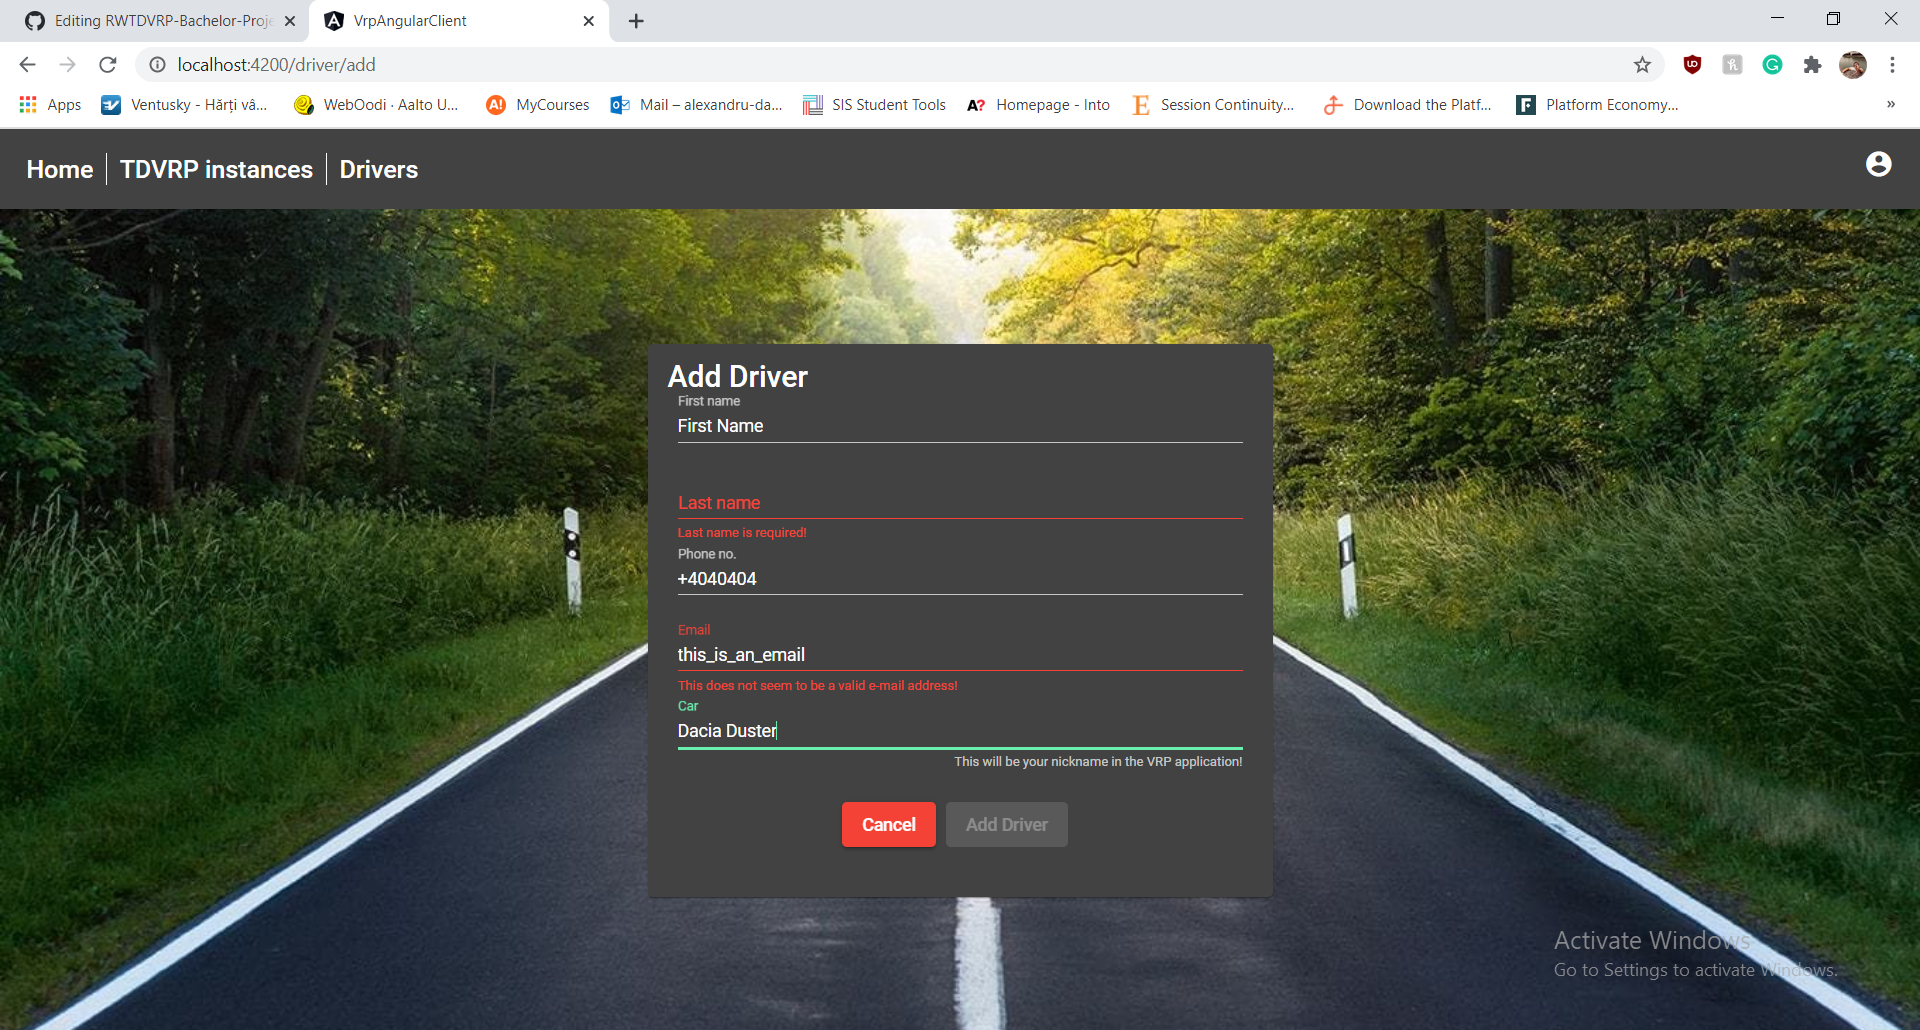 Editing RWTDVRP-Bachelor-Proje
VrpAngularClient
localhost:4200/driver/add
Apps
Ventusky - Hărți vâ...
WebOodi · Aalto U...
MyCourses
Mail – alexandru-da...
SIS Student Tools
Homepage - Into
Session Continuity...
Download the Platf...
Platform Economy...
Home
TDVRP instances
Drivers
Add Driver
First name
First Name
Last name
Last name is required!
Phone no.
+4040404
Email
this_is_an_email
This does not seem to be a valid e-mail address!
Car
Dacia Duster
This will be your nickname in the VRP application!
Cancel
Add Driver
Activate Windows
Go to Settings to activate Windows.